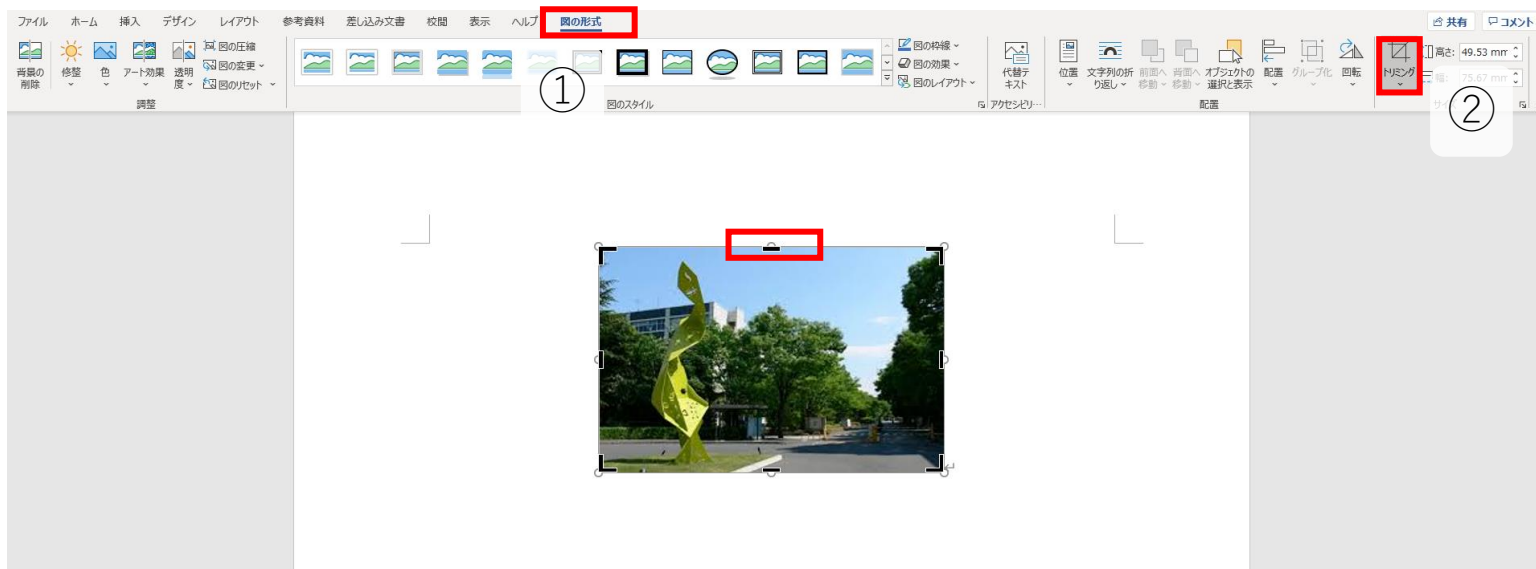 ファイル ホーム 挿入 デザイン レイアウト 参考資料 差し込み文書 校閲 表示 ヘルプ 図の形式 共有 コメント
背景の
削除
修整
色
アート効果
透明
度
図の圧縮
図の変更
図のリセット
調整
①
図のスタイル
図の枠線
図の効果
図のレイアウト
代替テ
キスト
アクセシビリ…
位置
文字列の折
り返し
前面へ
移動
背面へ
移動
オブジェクトの
選択と表示
配置
グループ化
回転
配置
トリミング
高さ: 49.53 mm
幅: 75.67 mm
②